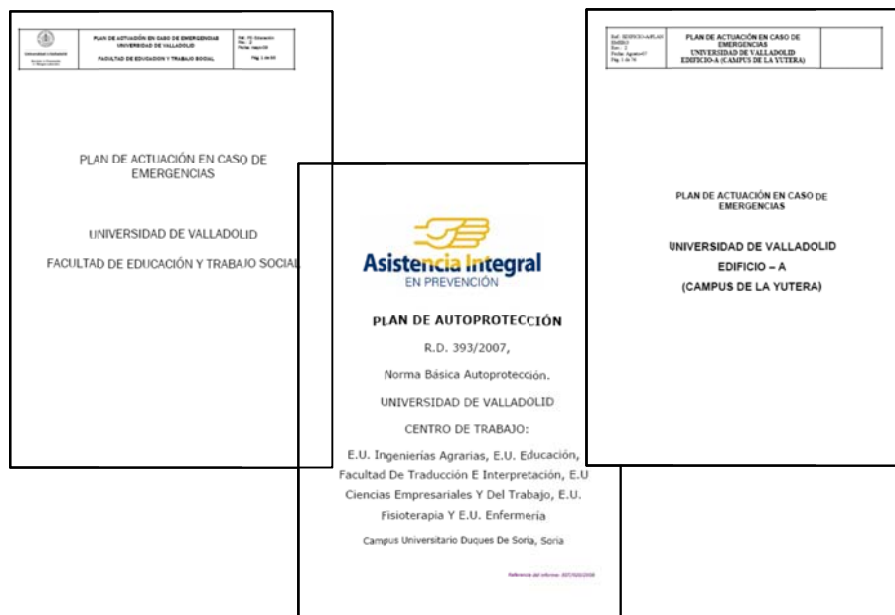 PLAN DE ACTUACIÓN EN CASO DE EMERGENCIAS
UNIVERSIDAD DE VALLADOLID
FACULTAD DE EDUCACION Y TRABAJO SOCIAL
PLAN DE ACTUACIÓN EN CASO DE
EMERGENCIAS
UNIVERSIDAD DE VALLADOLID
FACULTAD DE EDUCACIÓN Y TRABAJO SOCIAL
Asistencia Integral
EN PREVENCIÓN
PLAN DE AUTOPROTECCIÓN
R.D. 393/2007,
Norma Básica Autoprotección.
UNIVERSIDAD DE VALLADOLID
CENTRO DE TRABAJO:
E.U. Ingenierías Agrarias, E.U. Educación,
Facultad De Traducción E Interpretación, E.U
Ciencias Empresariales Y Del Trabajo, E.U.
Fisioterapia Y E.U. Enfermería
Campus Universitario Duques De Soria, Soria
PLAN DE ACTUACIÓN EN CASO DE
EMERGENCIAS
UNIVERSIDAD DE VALLADOLID
EDIFICIO-A (CAMPUS DE LA YUTERA)
PLAN DE ACTUACIÓN EN CASO DE
EMERGENCIAS
UNIVERSIDAD DE VALLADOLID
EDIFICIO – A
(CAMPUS DE LA YUTERA)